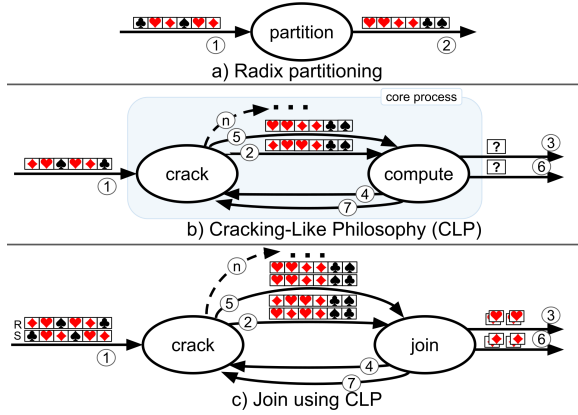 partition
1
2
a) Radix partitioning
core process
n
. . .
5
2
?
3
?
6
crack
compute
1
4
7
b) Cracking-Like Philosophy (CLP)
n
. . .
5
2
R
S
3
6
crack
join
1
4
7
c) Join using CLP